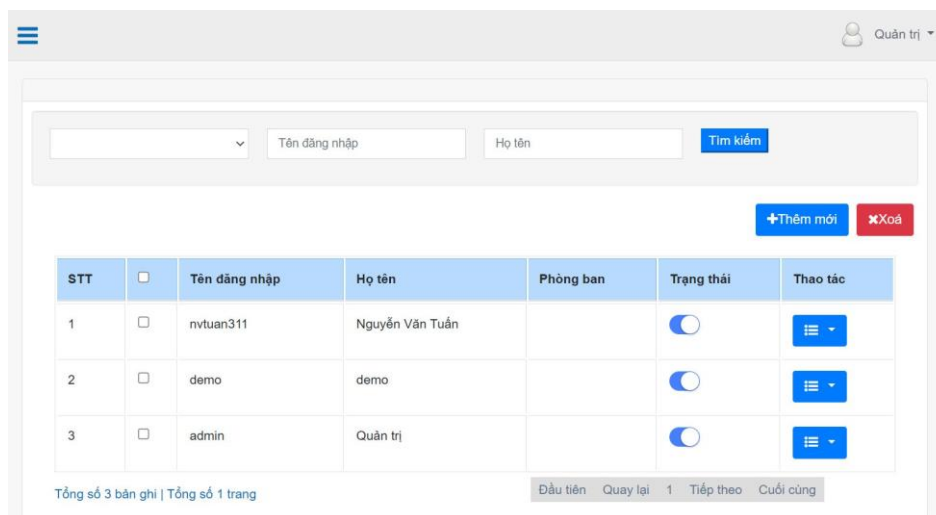 Quản trị
Tên đăng nhập Họ tên Tìm kiếm
Thêm mới Xoá
STT Tên đăng nhập Họ tên Phòng ban Trạng thái Thao tác
1 nvtuan311 Nguyễn Văn Tuấn
2 demo demo
3 admin Quản trị
Tổng số 3 bản ghi | Tổng số 1 trang Đầu tiên Quay lại 1 Tiếp theo Cuối cùng